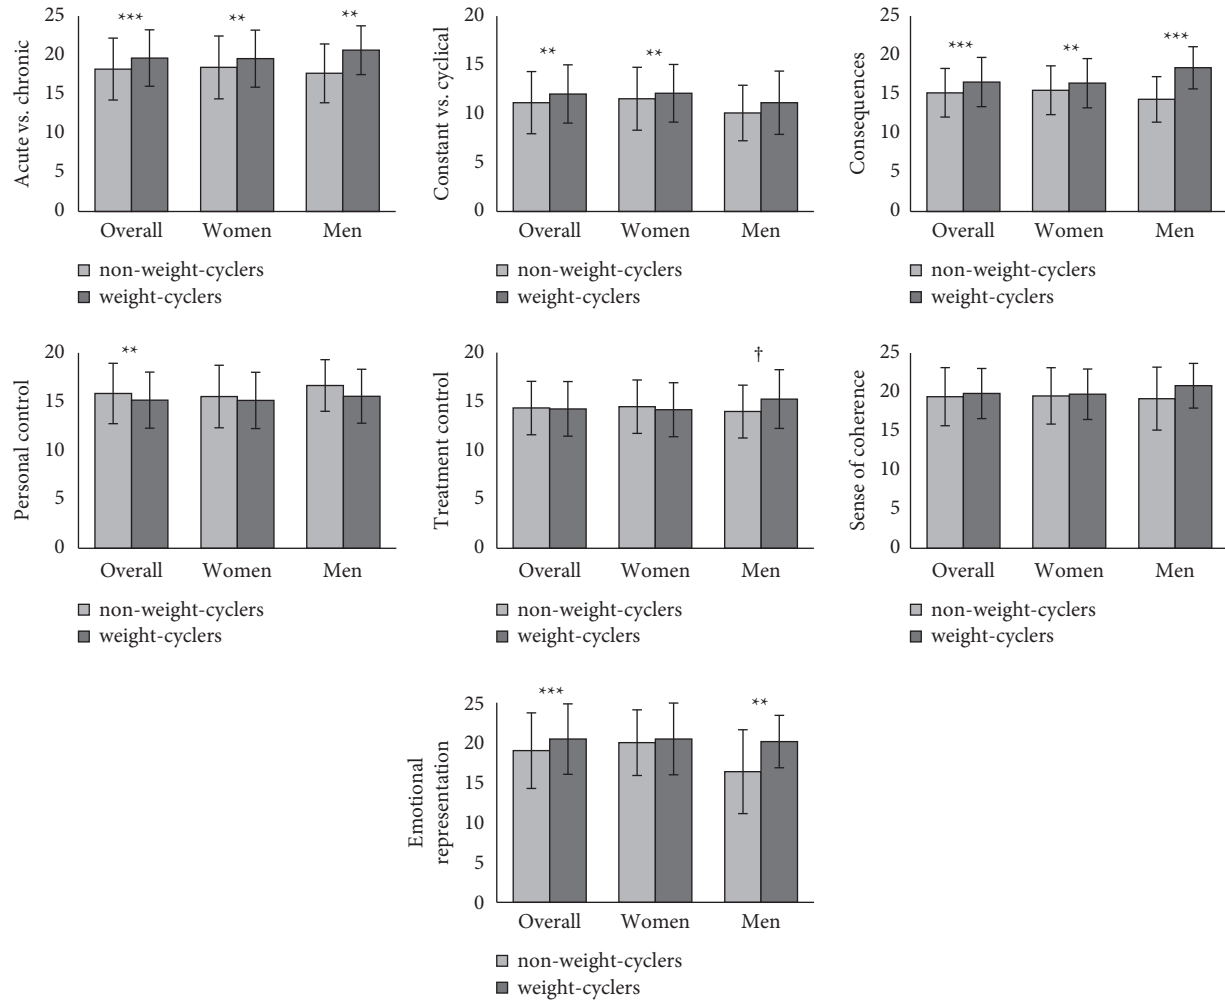 Acute vs. chronic
25
20
15
10
5
0
***
**
**
Overall
Women
Men
non-weight-cyclers
weight-cyclers
Constant vs. cyclical
20
15
10
5
0
**
**
Overall
Women
Men
non-weight-cyclers
weight-cyclers
Consequences
25
20
15
10
5
0
***
**
***
Overall
Women
Men
non-weight-cyclers
weight-cyclers
Personal control
20
15
10
5
0
**
Overall
Women
Men
non-weight-cyclers
weight-cyclers
Treatment control
20
15
10
5
0
†
Overall
Women
Men
non-weight-cyclers
weight-cyclers
Sense of coherence
25
20
15
10
5
0
Overall
Women
Men
non-weight-cyclers
weight-cyclers
Emotional
representation
25
20
15
10
5
0
***
**
Overall
Women
Men
non-weight-cyclers
weight-cyclers